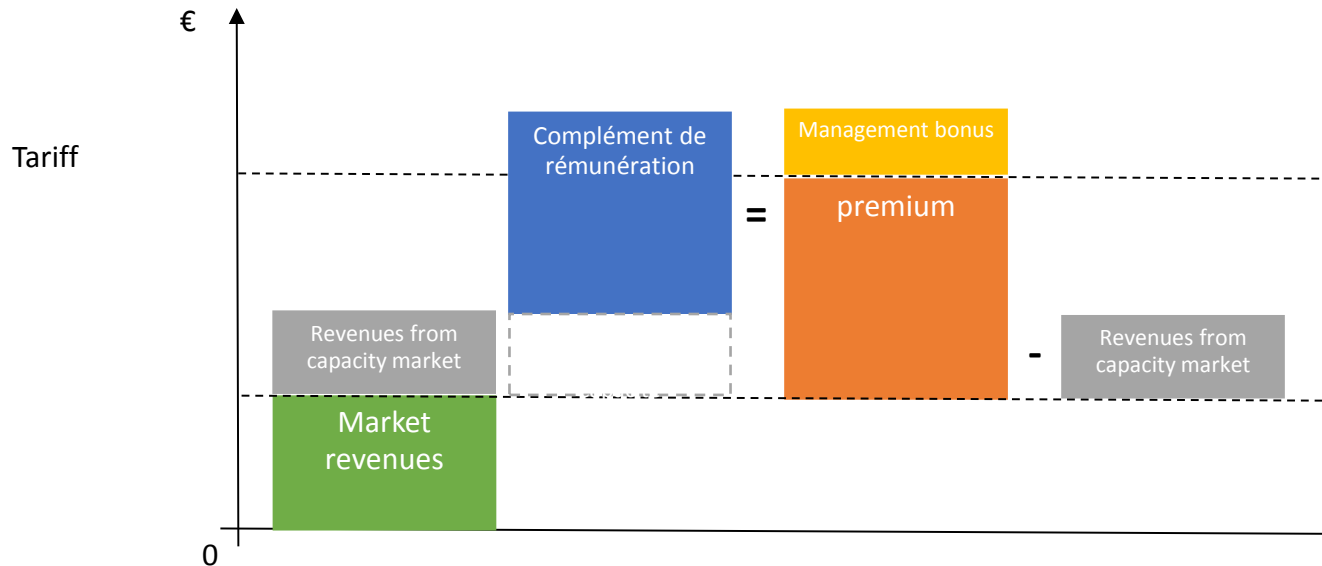 €
Tariff
Complément de
rémunération
Management bonus
=
premium
Revenues from
capacity market
-
Revenues from
capacity market
Market
revenues
0